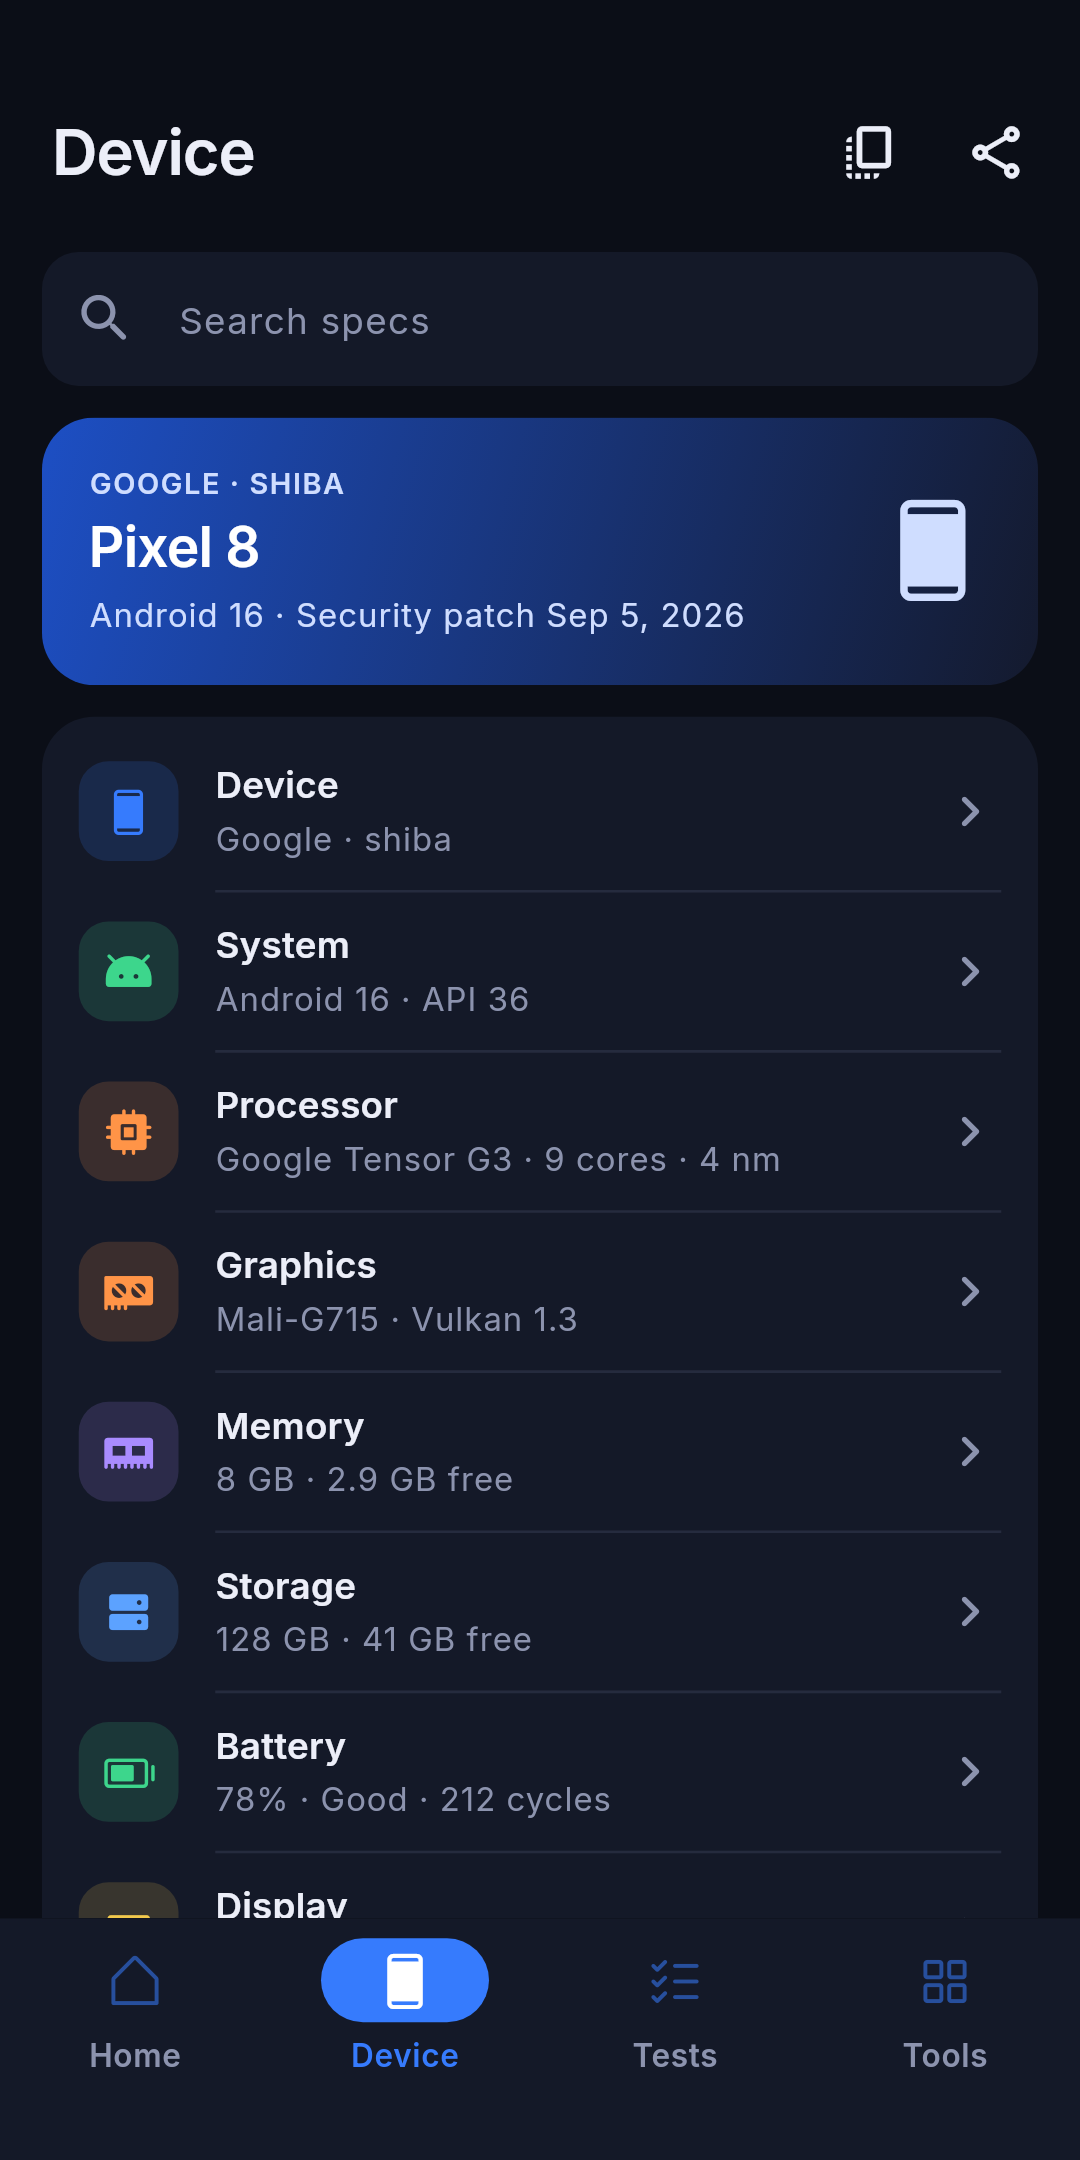 Device
Search specs
GOOGLE · SHIBA
Pixel 8
Android 16 · Security patch Sep 5, 2026
Device
Google · shiba
System
Android 16 · API 36
Processor
Google Tensor G3 · 9 cores · 4 nm
Graphics
Mali-G715 · Vulkan 1.3
Memory
8 GB · 2.9 GB free
Storage
128 GB · 41 GB free
Battery
78% · Good · 212 cycles
Display
Home
Device
Tests
Tools